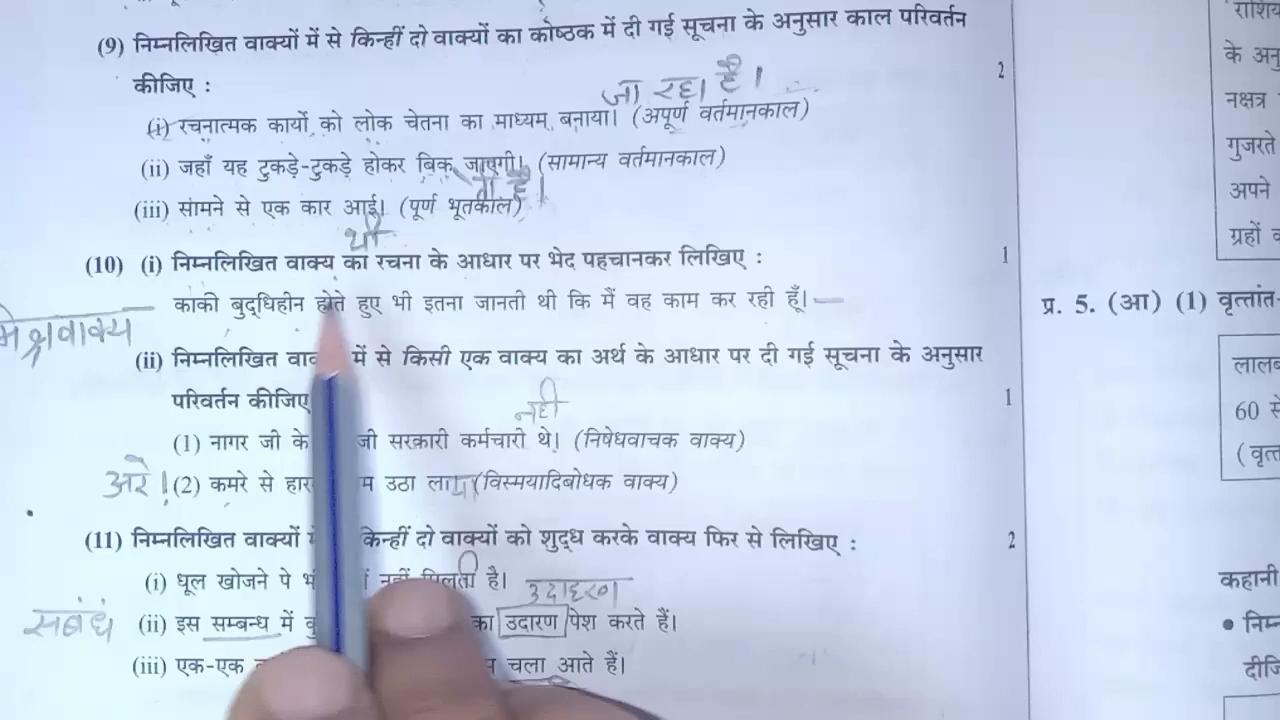 (9) निम्नलिखित वाक्यों में से किन्हीं दो वाक्यों का कोष्ठक में दी गई सूचना के अनुसार काल परिवर्तन
कीजिए : 2
जा रहा है।
(i) रचनात्मक कार्यों को लोक चेतना का माध्यम बनाया। (अपूर्ण वर्तमानकाल)
(ii) जहाँ यह टुकड़े-टुकड़े होकर बिक जाएगी। (सामान्य वर्तमानकाल)
ता है।
(iii) सामने से एक कार आई। (पूर्ण भूतकाल)
थी
(10) (i) निम्नलिखित वाक्य का रचना के आधार पर भेद पहचानकर लिखिए : 1
काकी बुद्धिहीन होते हुए भी इतना जानती थी कि मैं वह काम कर रही हूँ।
मिश्रवाक्य
(ii) निम्नलिखित में से किसी एक वाक्य का अर्थ के आधार पर दी गई सूचना के अनुसार
परिवर्तन कीजिए 1
नही
(1) नागर जी के जी सरकारी कर्मचारी थे। (निषेधवाचक वाक्य)
अरे! (2) कमरे से उठा लाया (विस्मयादिबोधक वाक्य)
(11) निम्नलिखित वाक्यों किन्हीं दो वाक्यों को शुद्ध करके वाक्य फिर से लिखिए : 2
(i) धूल खोजने पे नहीं मिलती है।
उदाहरण
सबंधं (ii) इस सम्बन्ध में का उदारण पेश करते हैं।
(iii) एक-एक चला आते हैं।
राशिय
के अनु
नक्षत्र
गुजरते
अपने
ग्रहों
प्र. 5. (आ) (1) वृत्तांत
लालब
60 से
(वृत्त
कहानी
• निम्न
दीजि